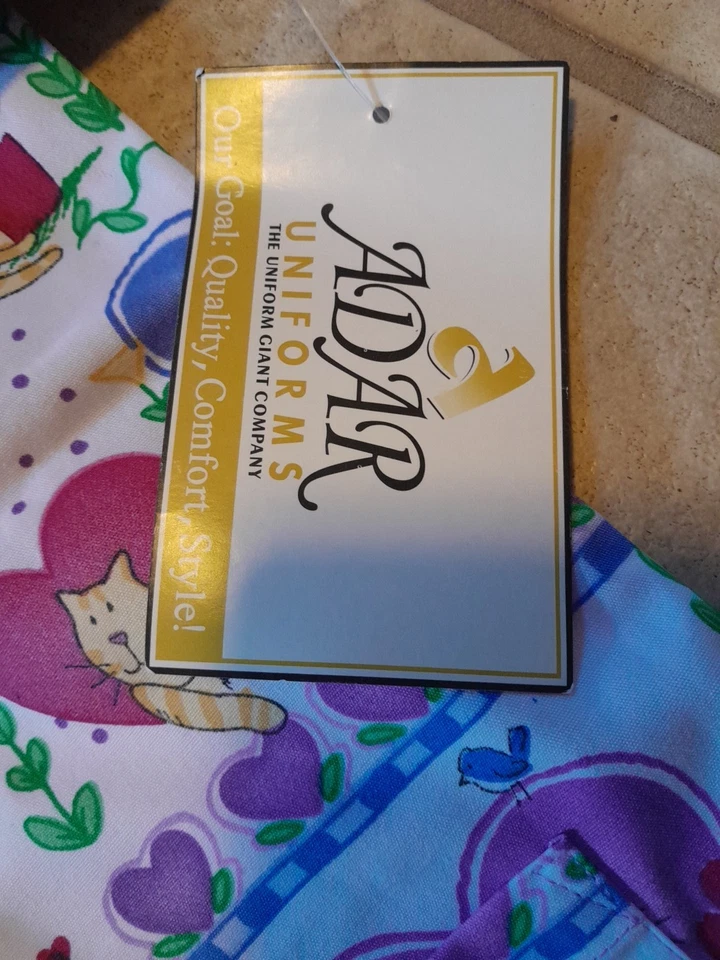 ADAR
UNIFORMS
THE UNIFORM GIANT COMPANY
Our Goal: Quality, Comfort, Style!